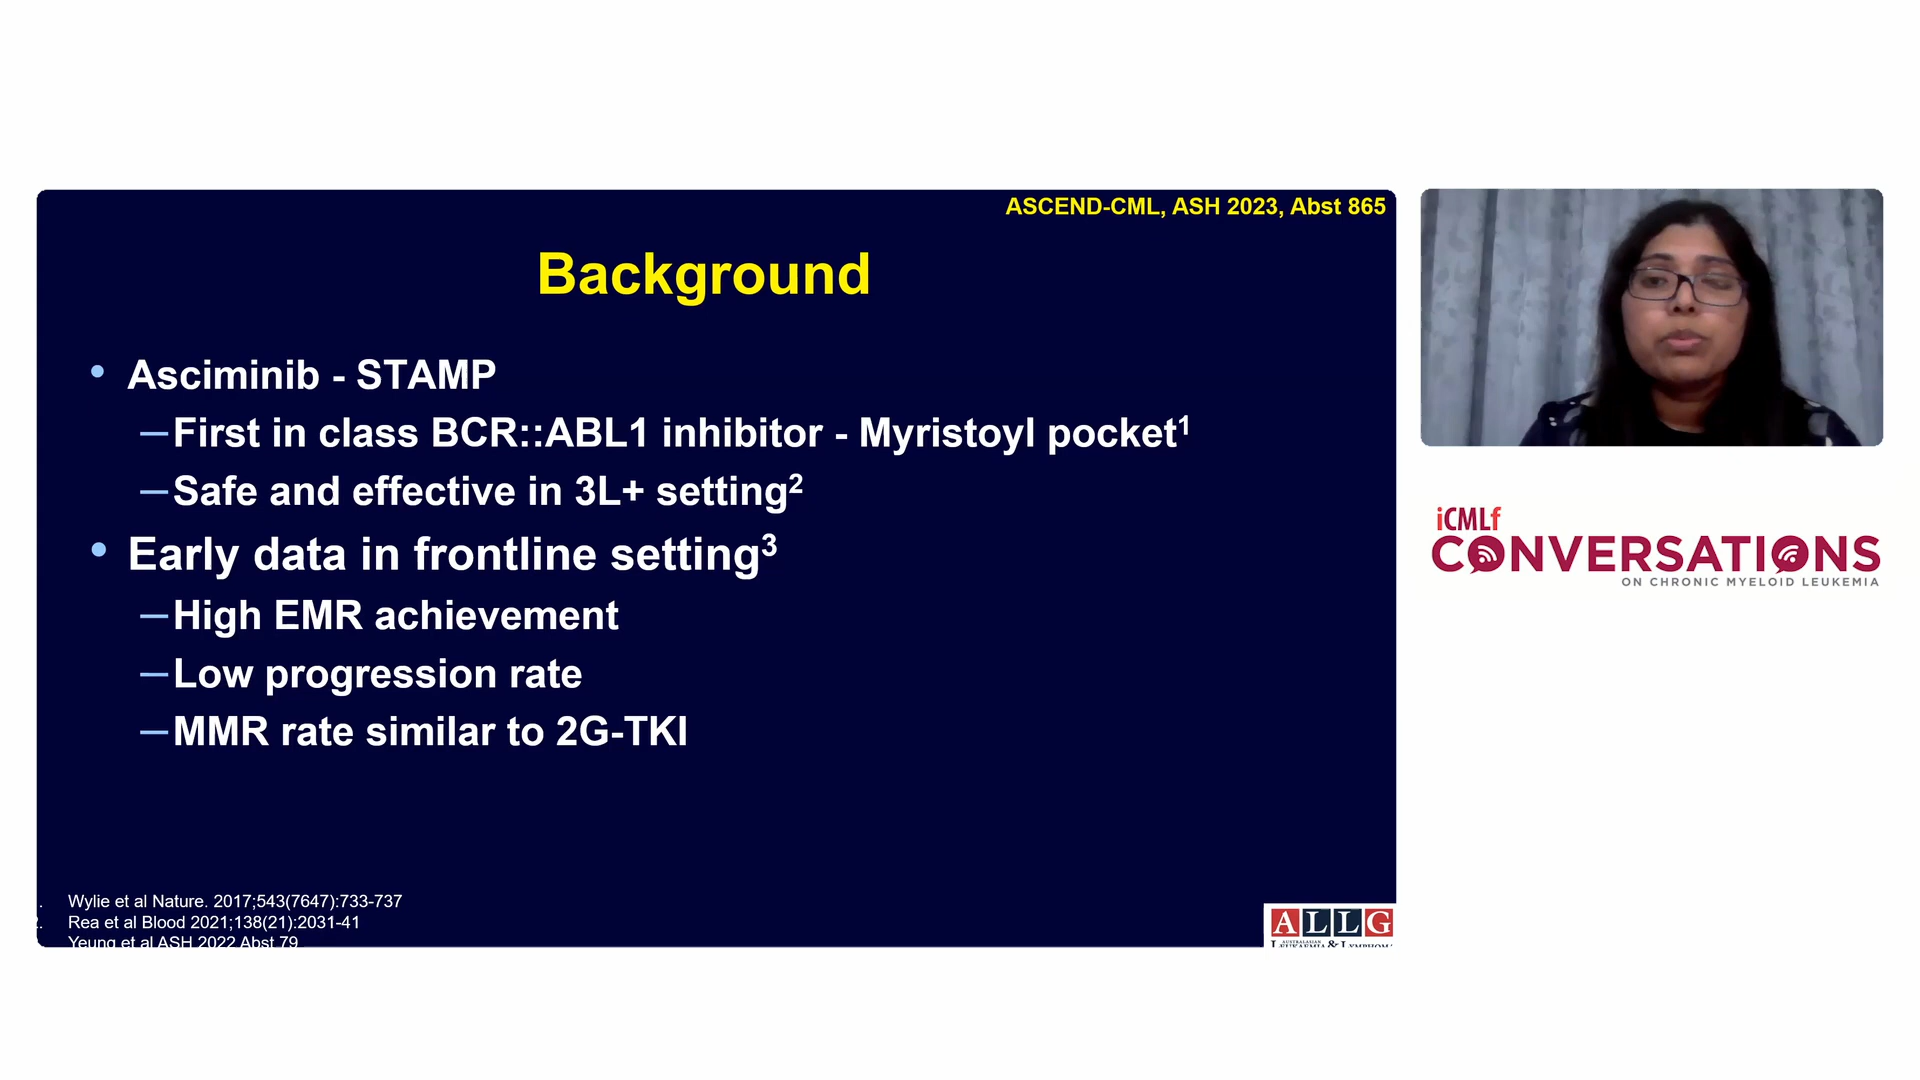 ASCEND-CML, ASH 2023, Abst 865
Background
• Asciminib - STAMP
–First in class BCR::ABL1 inhibitor - Myristoyl pocket¹
–Safe and effective in 3L+ setting²
• Early data in frontline setting³
–High EMR achievement
–Low progression rate
–MMR rate similar to 2G-TKI
Wylie et al Nature. 2017;543(7647):733-737
Rea et al Blood 2021;138(21):2031-41
Yeung et al ASH 2022 Abst 79
ALLG
iCMLf
CONVERSATIONS
ON CHRONIC MYELOID LEUKEMIA